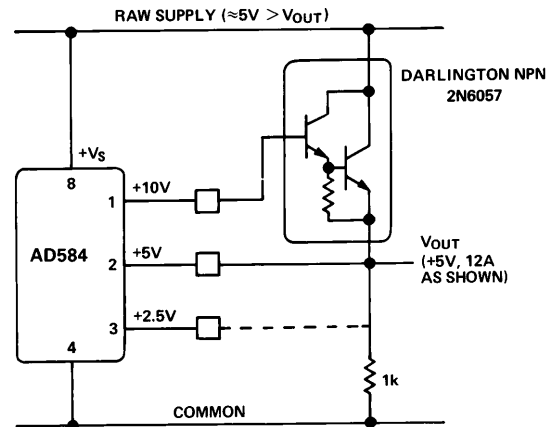 RAW SUPPLY (≈5V > VOUT)
DARLINGTON NPN
2N6057
+VS
8
1
+10V
AD584
2
+5V
VOUT
(+5V, 12A
AS SHOWN)
3
+2.5V
4
1k
COMMON